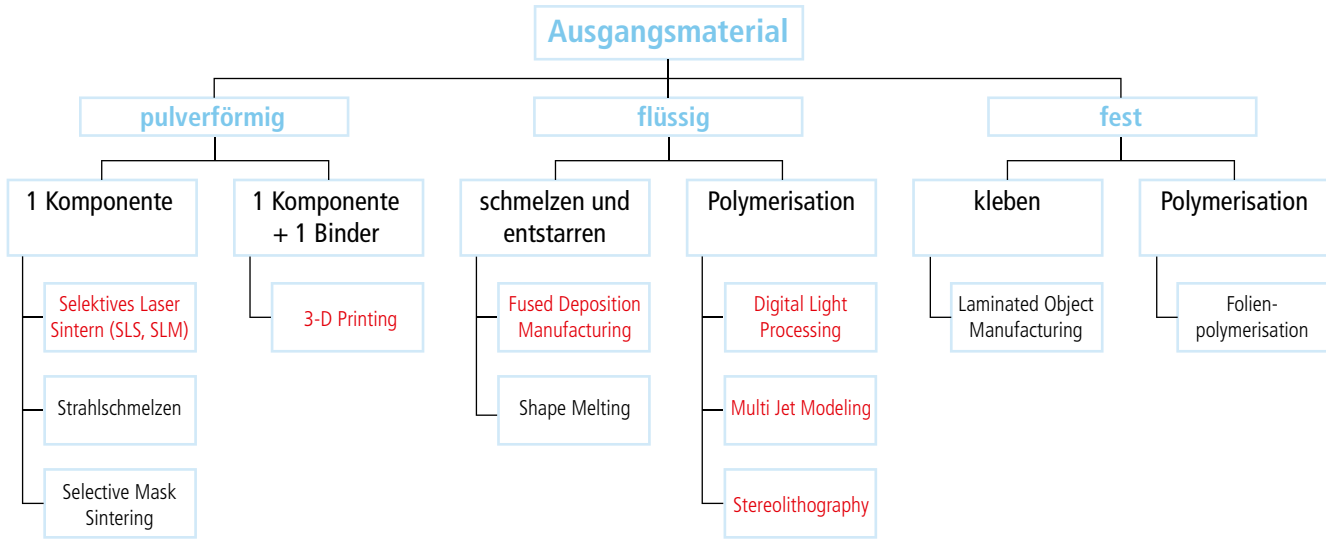 Ausgangsmaterial
pulverförmig
flüssig
fest
1 Komponente
1 Komponente
+ 1 Binder
schmelzen und
entstarren
Polymerisation
kleben
Polymerisation
Selektives Laser
Sintern (SLS, SLM)
3-D Printing
Fused Deposition
Manufacturing
Digital Light
Processing
Laminated Object
Manufacturing
Folien-
polymerisation
Strahlschmelzen
Shape Melting
Multi Jet Modeling
Selective Mask
Sintering
Stereolithography